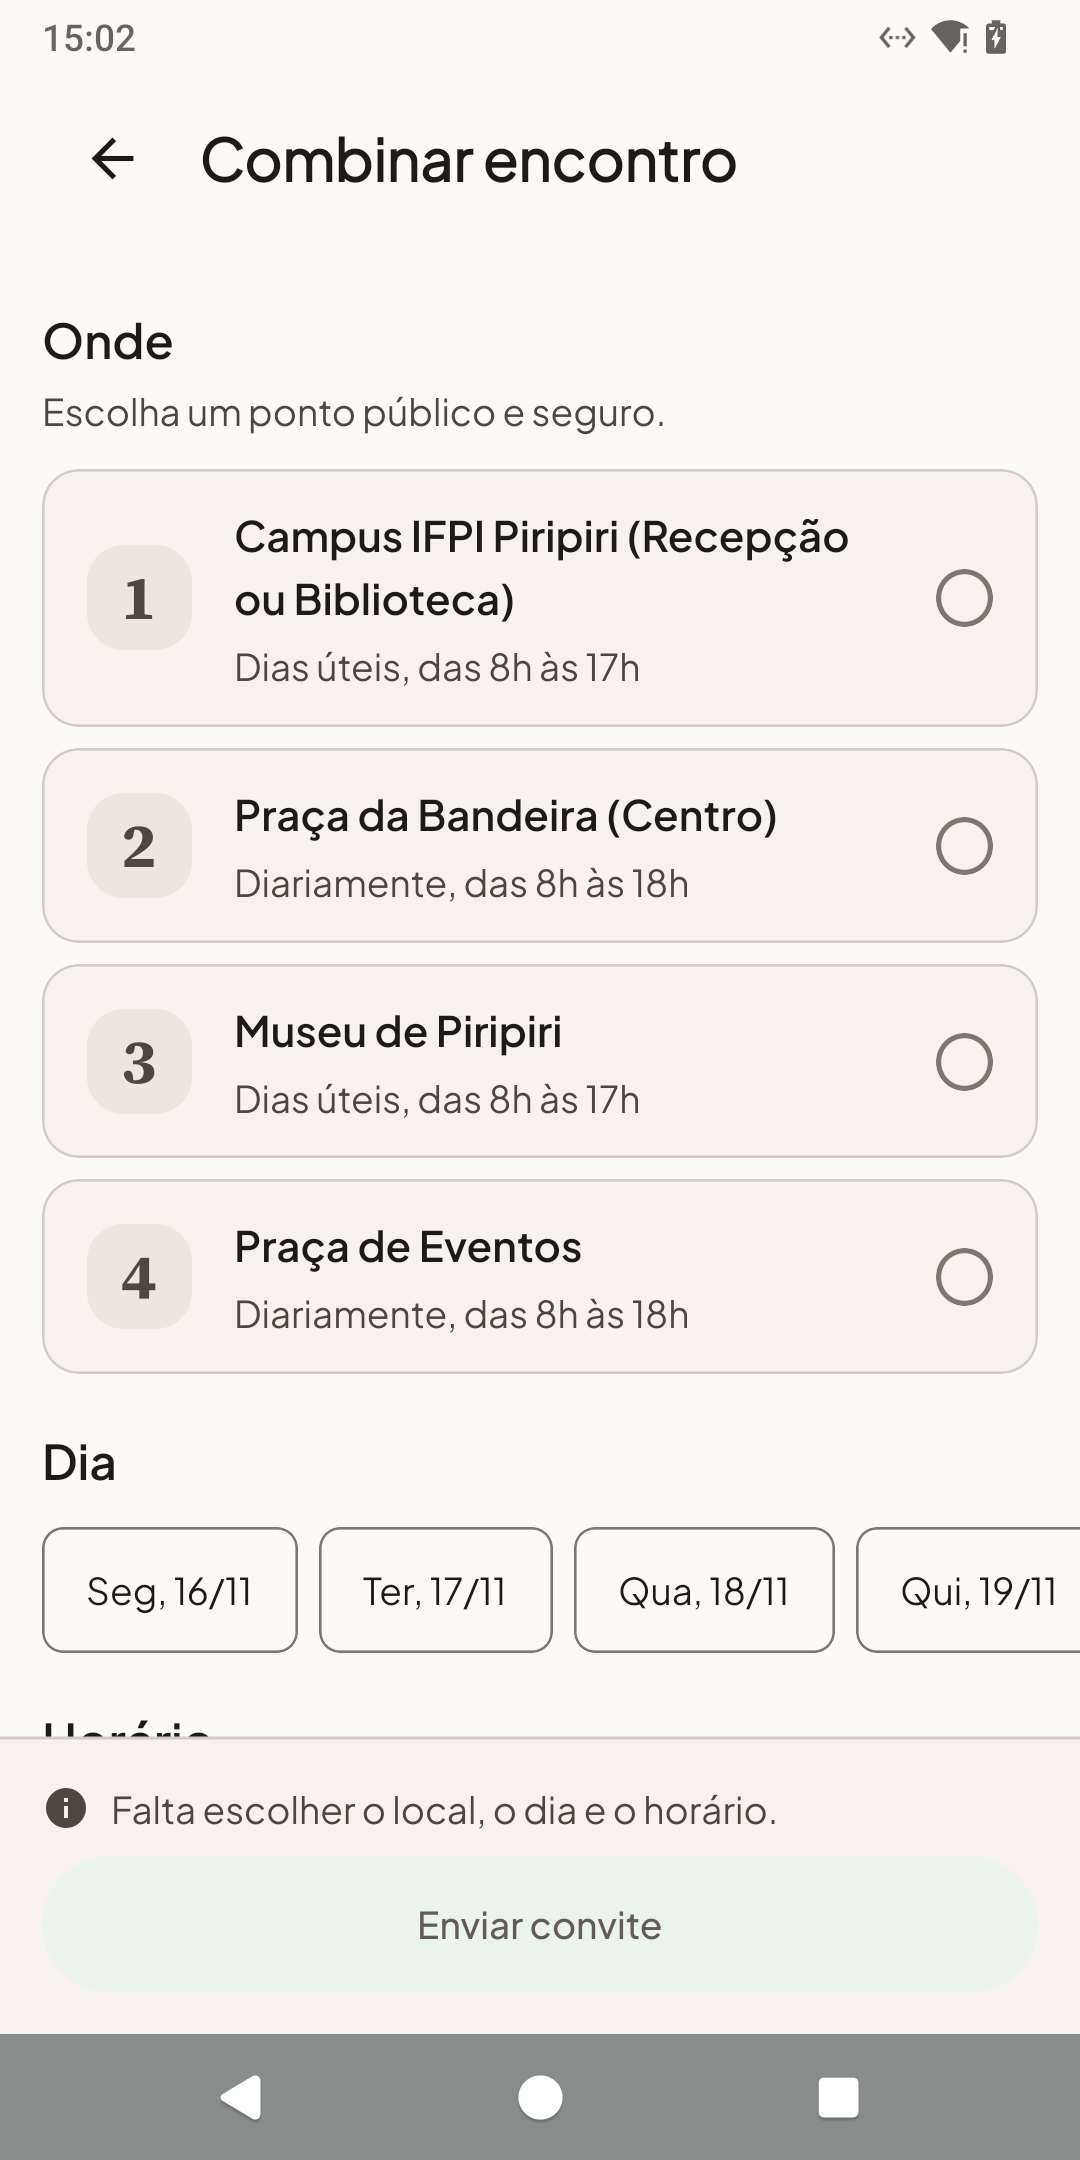 15:02
Combinar encontro
Onde
Escolha um ponto público e seguro.
1
Campus IFPI Piripiri (Recepção
ou Biblioteca)
Dias úteis, das 8h às 17h
2
Praça da Bandeira (Centro)
Diariamente, das 8h às 18h
3
Museu de Piripiri
Dias úteis, das 8h às 17h
4
Praça de Eventos
Diariamente, das 8h às 18h
Dia
Seg, 16/11
Ter, 17/11
Qua, 18/11
Qui, 19/11
Horário
Falta escolher o local, o dia e o horário.
Enviar convite